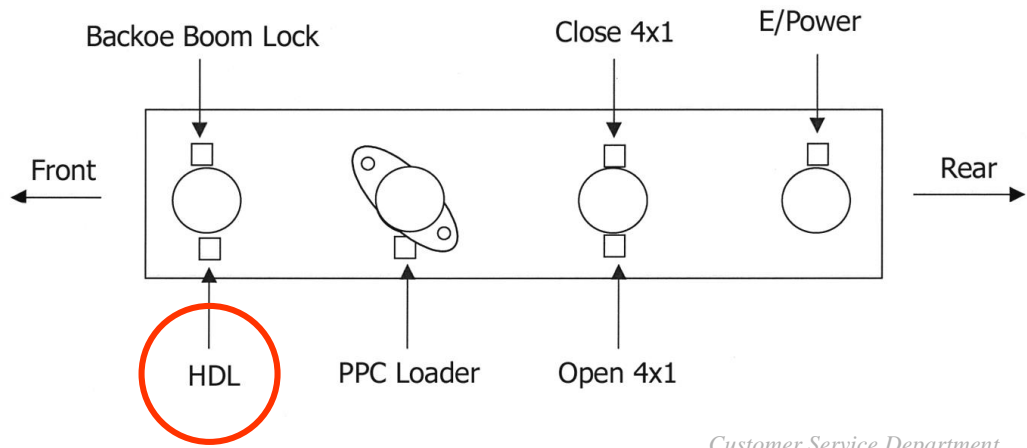 Backoe Boom Lock
Close 4x1
E/Power
Front
Rear
HDL
PPC Loader
Open 4x1
Customer Service Department